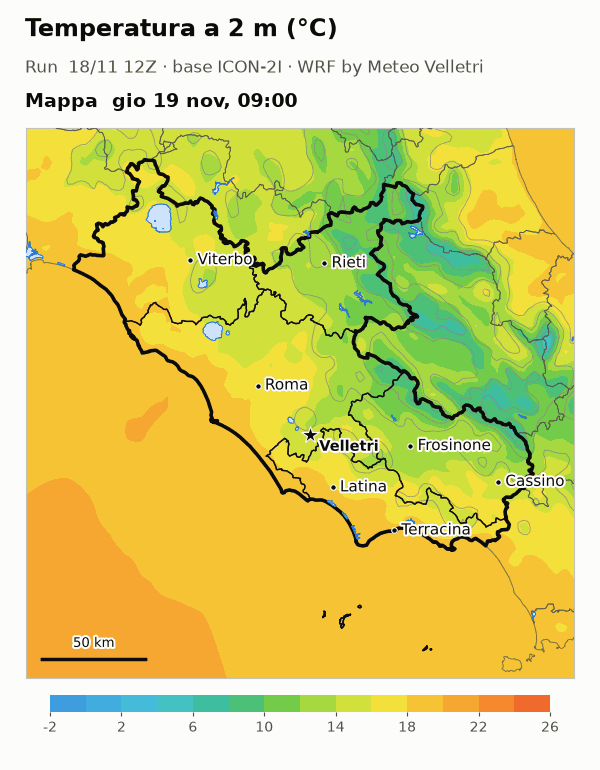 Temperatura a 2 m (°C)
Run  18/11 12Z · base ICON-2I · WRF by Meteo Velletri
Mappa  gio 19 nov, 09:00
Viterbo
Rieti
Roma
Velletri
Frosinone
Latina
Cassino
Terracina
50 km
-2 2 6 10 14 18 22 26